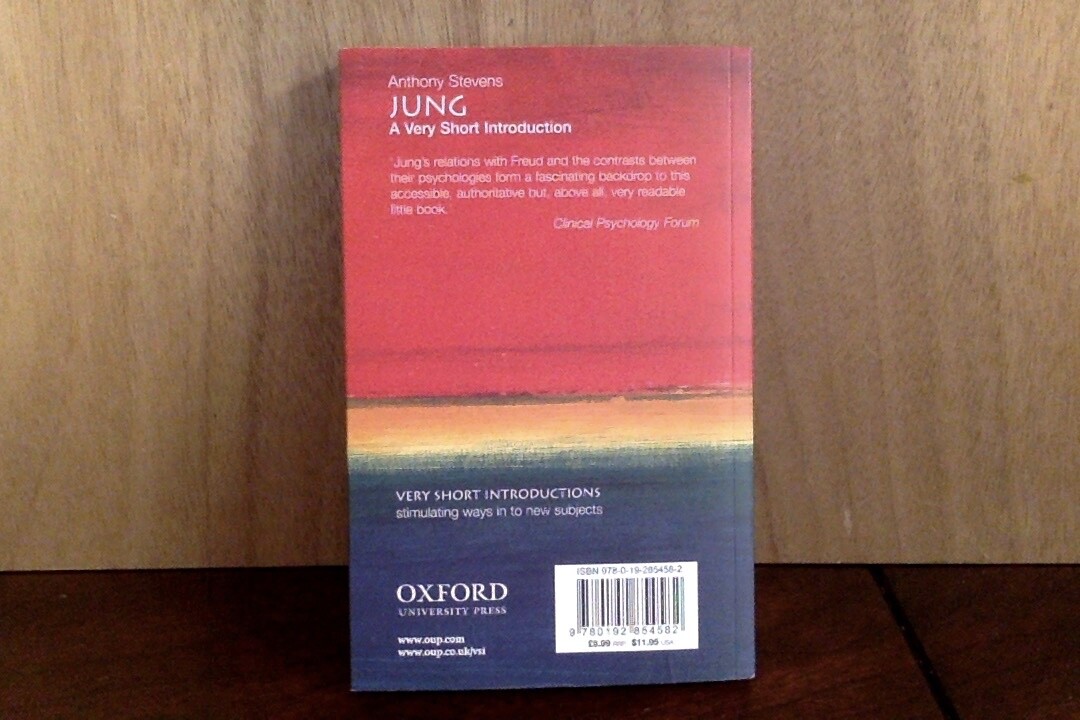 Anthony Stevens
JUNG
A Very Short Introduction
'Jung's relations with Freud and the contrasts between
their psychologies form a fascinating backdrop to this
accessible, authoritative but, above all, very readable
little book.'
Clinical Psychology Forum
VERY SHORT INTRODUCTIONS
stimulating ways in to new subjects
OXFORD
UNIVERSITY PRESS
www.oup.com
www.oup.co.uk/vsi
ISBN 978-0-19-285458-2
9 780192 854582
RRP $11.95 USA